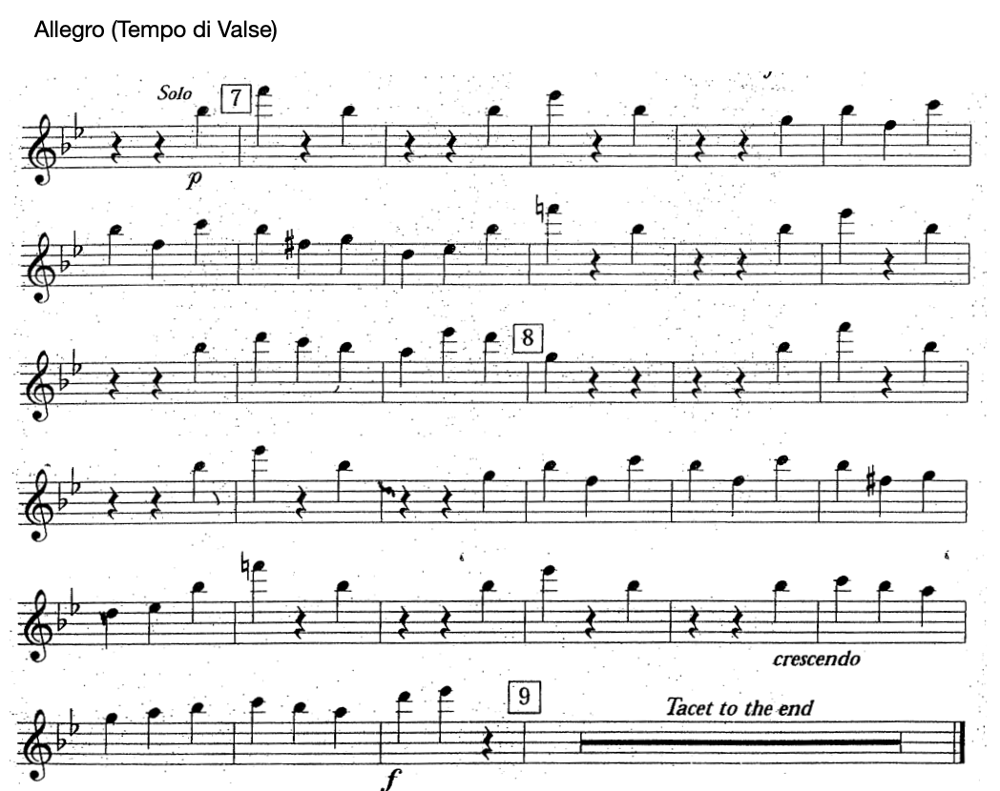 Allegro (Tempo di Valse)
Solo 7
p
8
crescendo
9 Tacet to the end
f